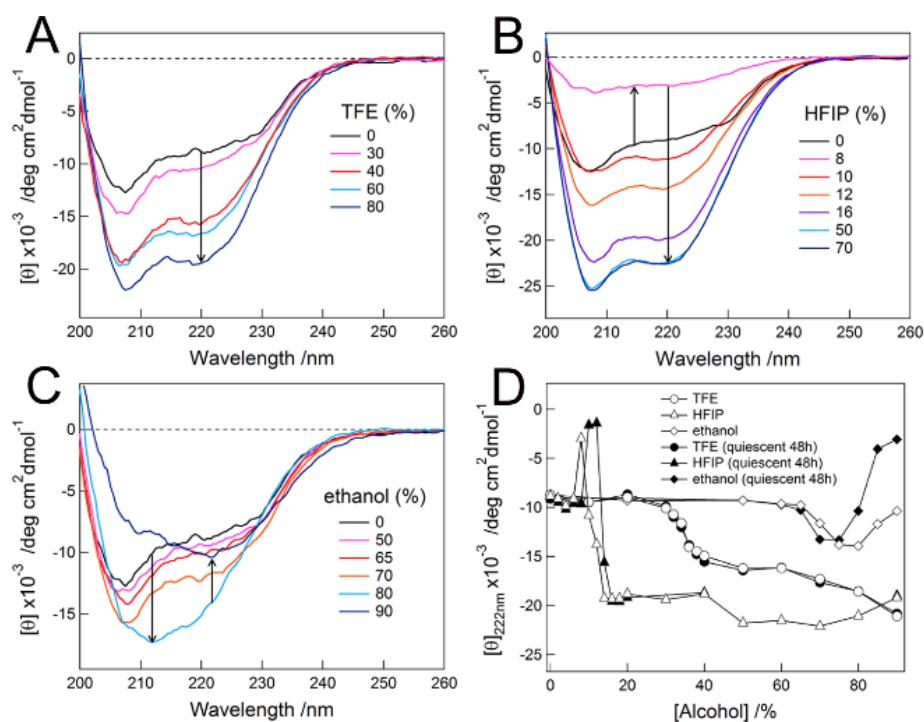 A
[θ] x10⁻³ /deg cm²dmol⁻¹
0
-5
-10
-15
-20
TFE (%)
0
30
40
60
80
200 210 220 230 240 250 260
Wavelength /nm
B
[θ] x10⁻³ /deg cm²dmol⁻¹
0
-5
-10
-15
-20
-25
HFIP (%)
0
8
10
12
16
50
70
200 210 220 230 240 250 260
Wavelength /nm
C
[θ] x10⁻³ /deg cm²dmol⁻¹
0
-5
-10
-15
ethanol (%)
0
50
65
70
80
90
200 210 220 230 240 250 260
Wavelength /nm
D
[θ]222nm x10⁻³ /deg cm²dmol⁻¹
0
-5
-10
-15
-20
-25
TFE
HFIP
ethanol
TFE (quiescent 48h)
HFIP (quiescent 48h)
ethanol (quiescent 48h)
0 20 40 60 80
[Alcohol] /%